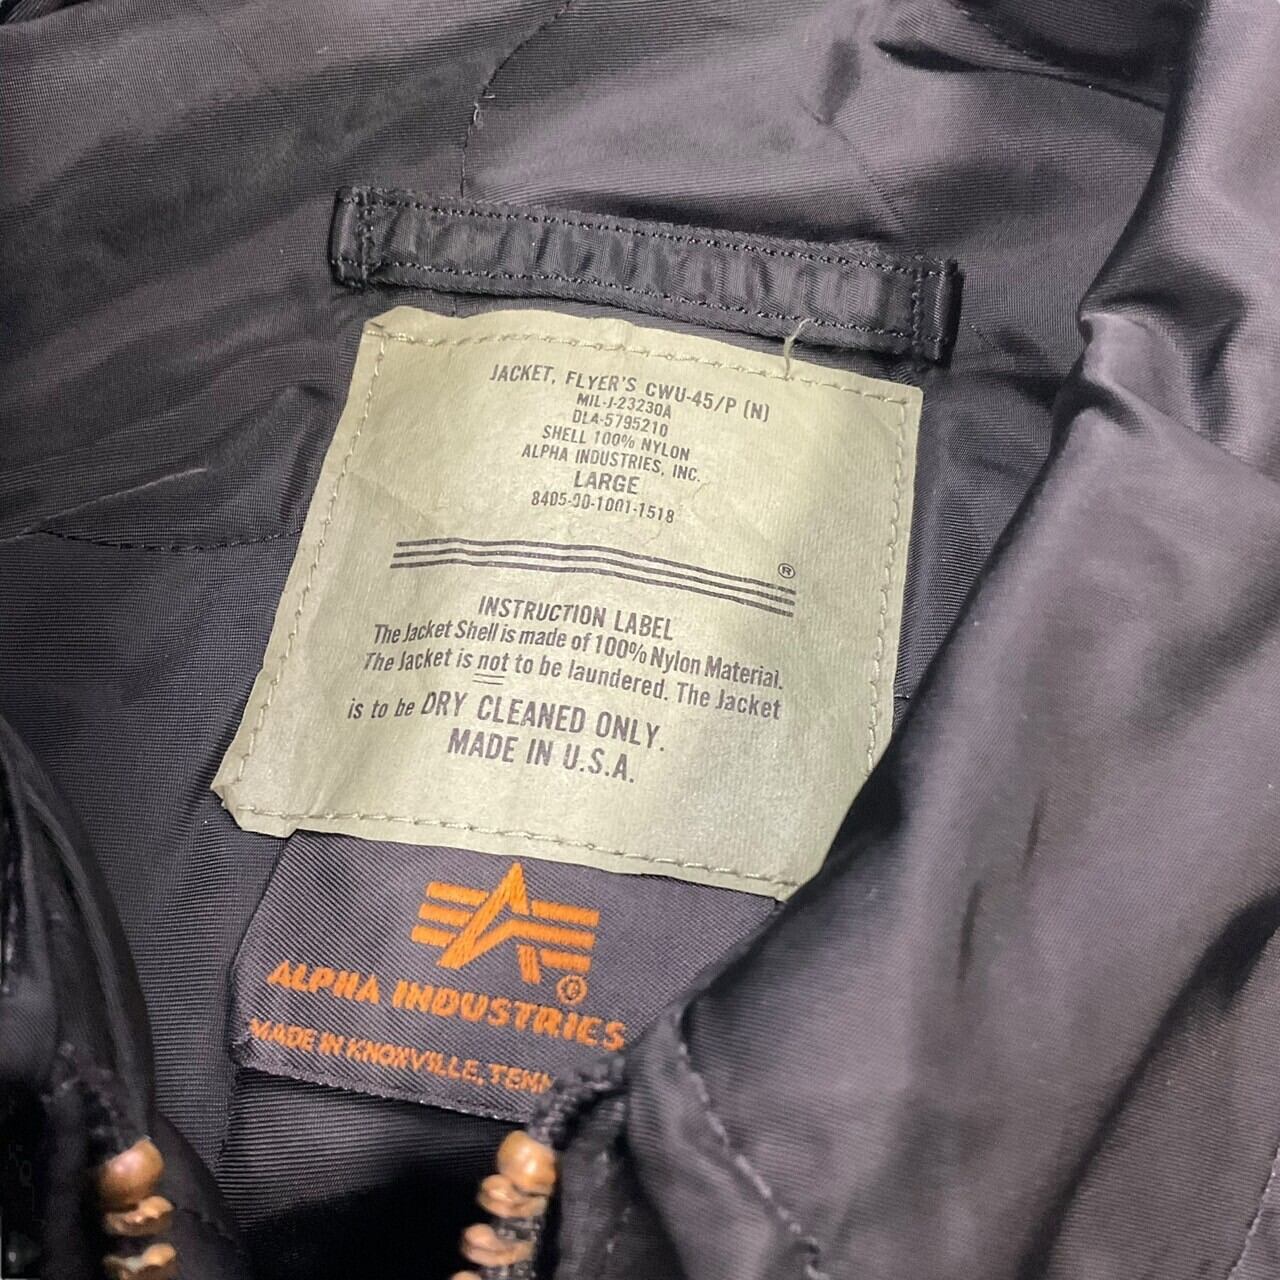 JACKET, FLYER'S CWU-45/P (N)
MIL-J-23230A
DLA-5795210
SHELL 100% NYLON
ALPHA INDUSTRIES, INC.
LARGE
8405-00-1001-1518
®
INSTRUCTION LABEL
The Jacket Shell is made of 100% Nylon Material.
The Jacket is not to be laundered. The Jacket
is to be DRY CLEANED ONLY.
MADE IN U.S.A.
®
ALPHA INDUSTRIES
MADE IN KNOXVILLE, TENN